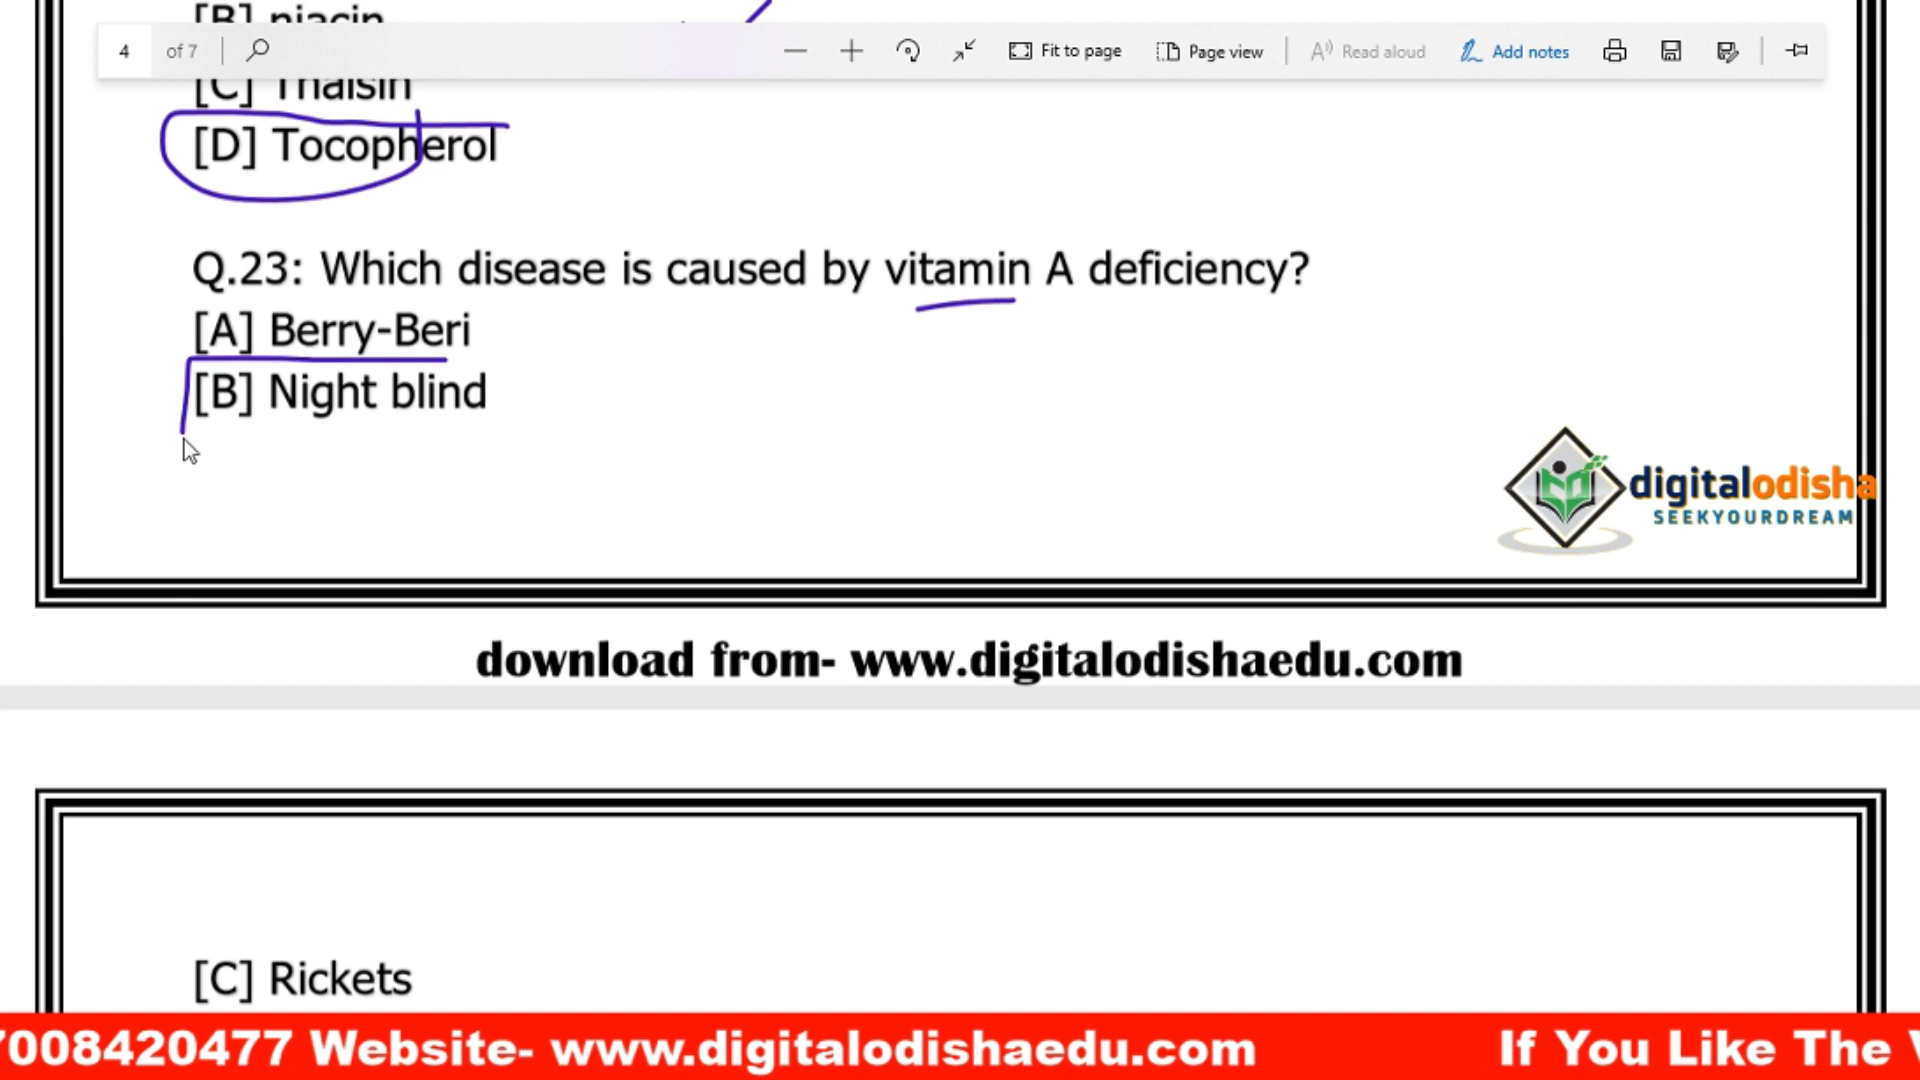 [B] niacin
4 of 7 Fit to page Page view Read aloud Add notes
[C] Thaisin
[D] Tocopherol
Q.23: Which disease is caused by vitamin A deficiency?
[A] Berry-Beri
[B] Night blind
digitalodisha
SEEKYOURDREAM
download from- www.digitalodishaedu.com
[C] Rickets
7008420477 Website- www.digitalodishaedu.com If You Like The